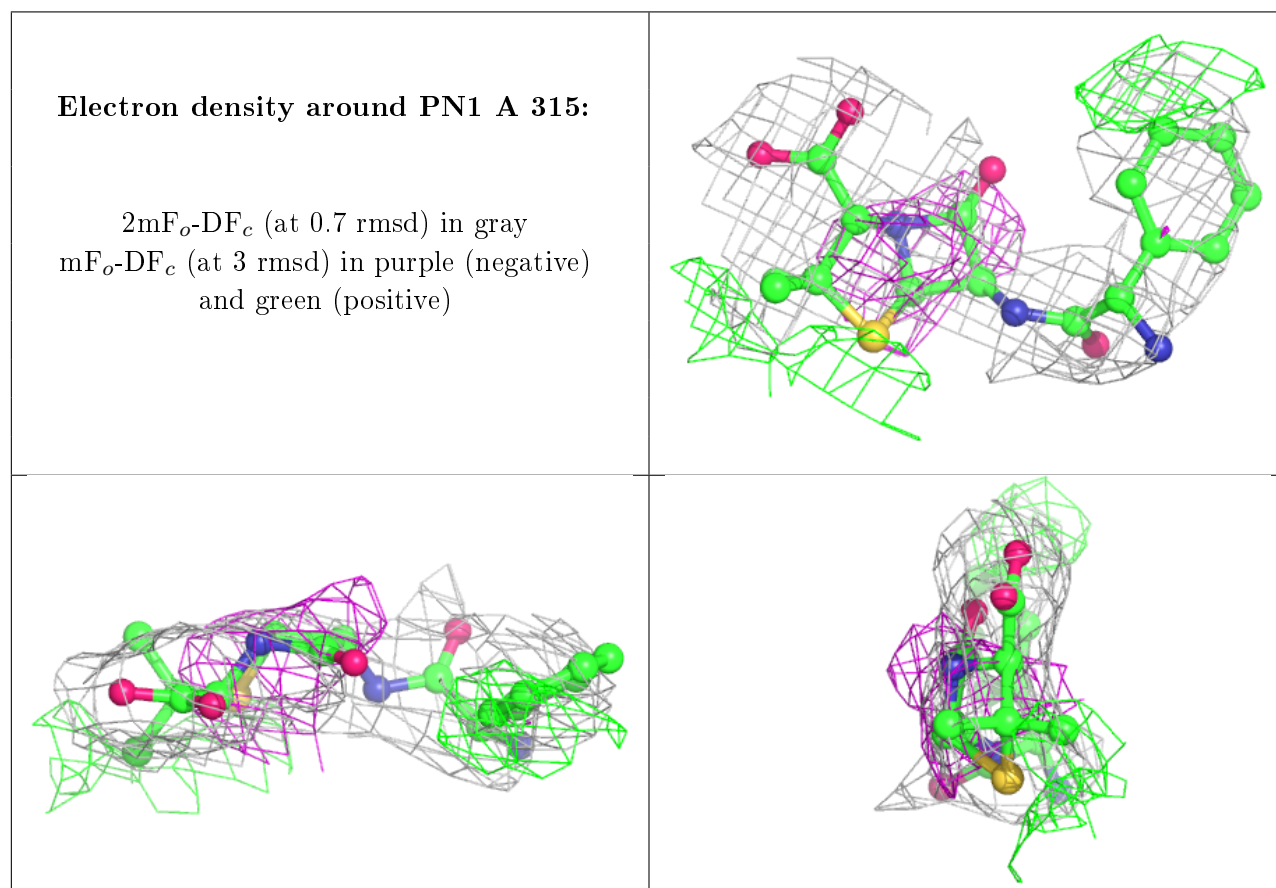 Electron density around PN1 A 315:
2mFo-DFc (at 0.7 rmsd) in gray
mFo-DFc (at 3 rmsd) in purple (negative)
and green (positive)